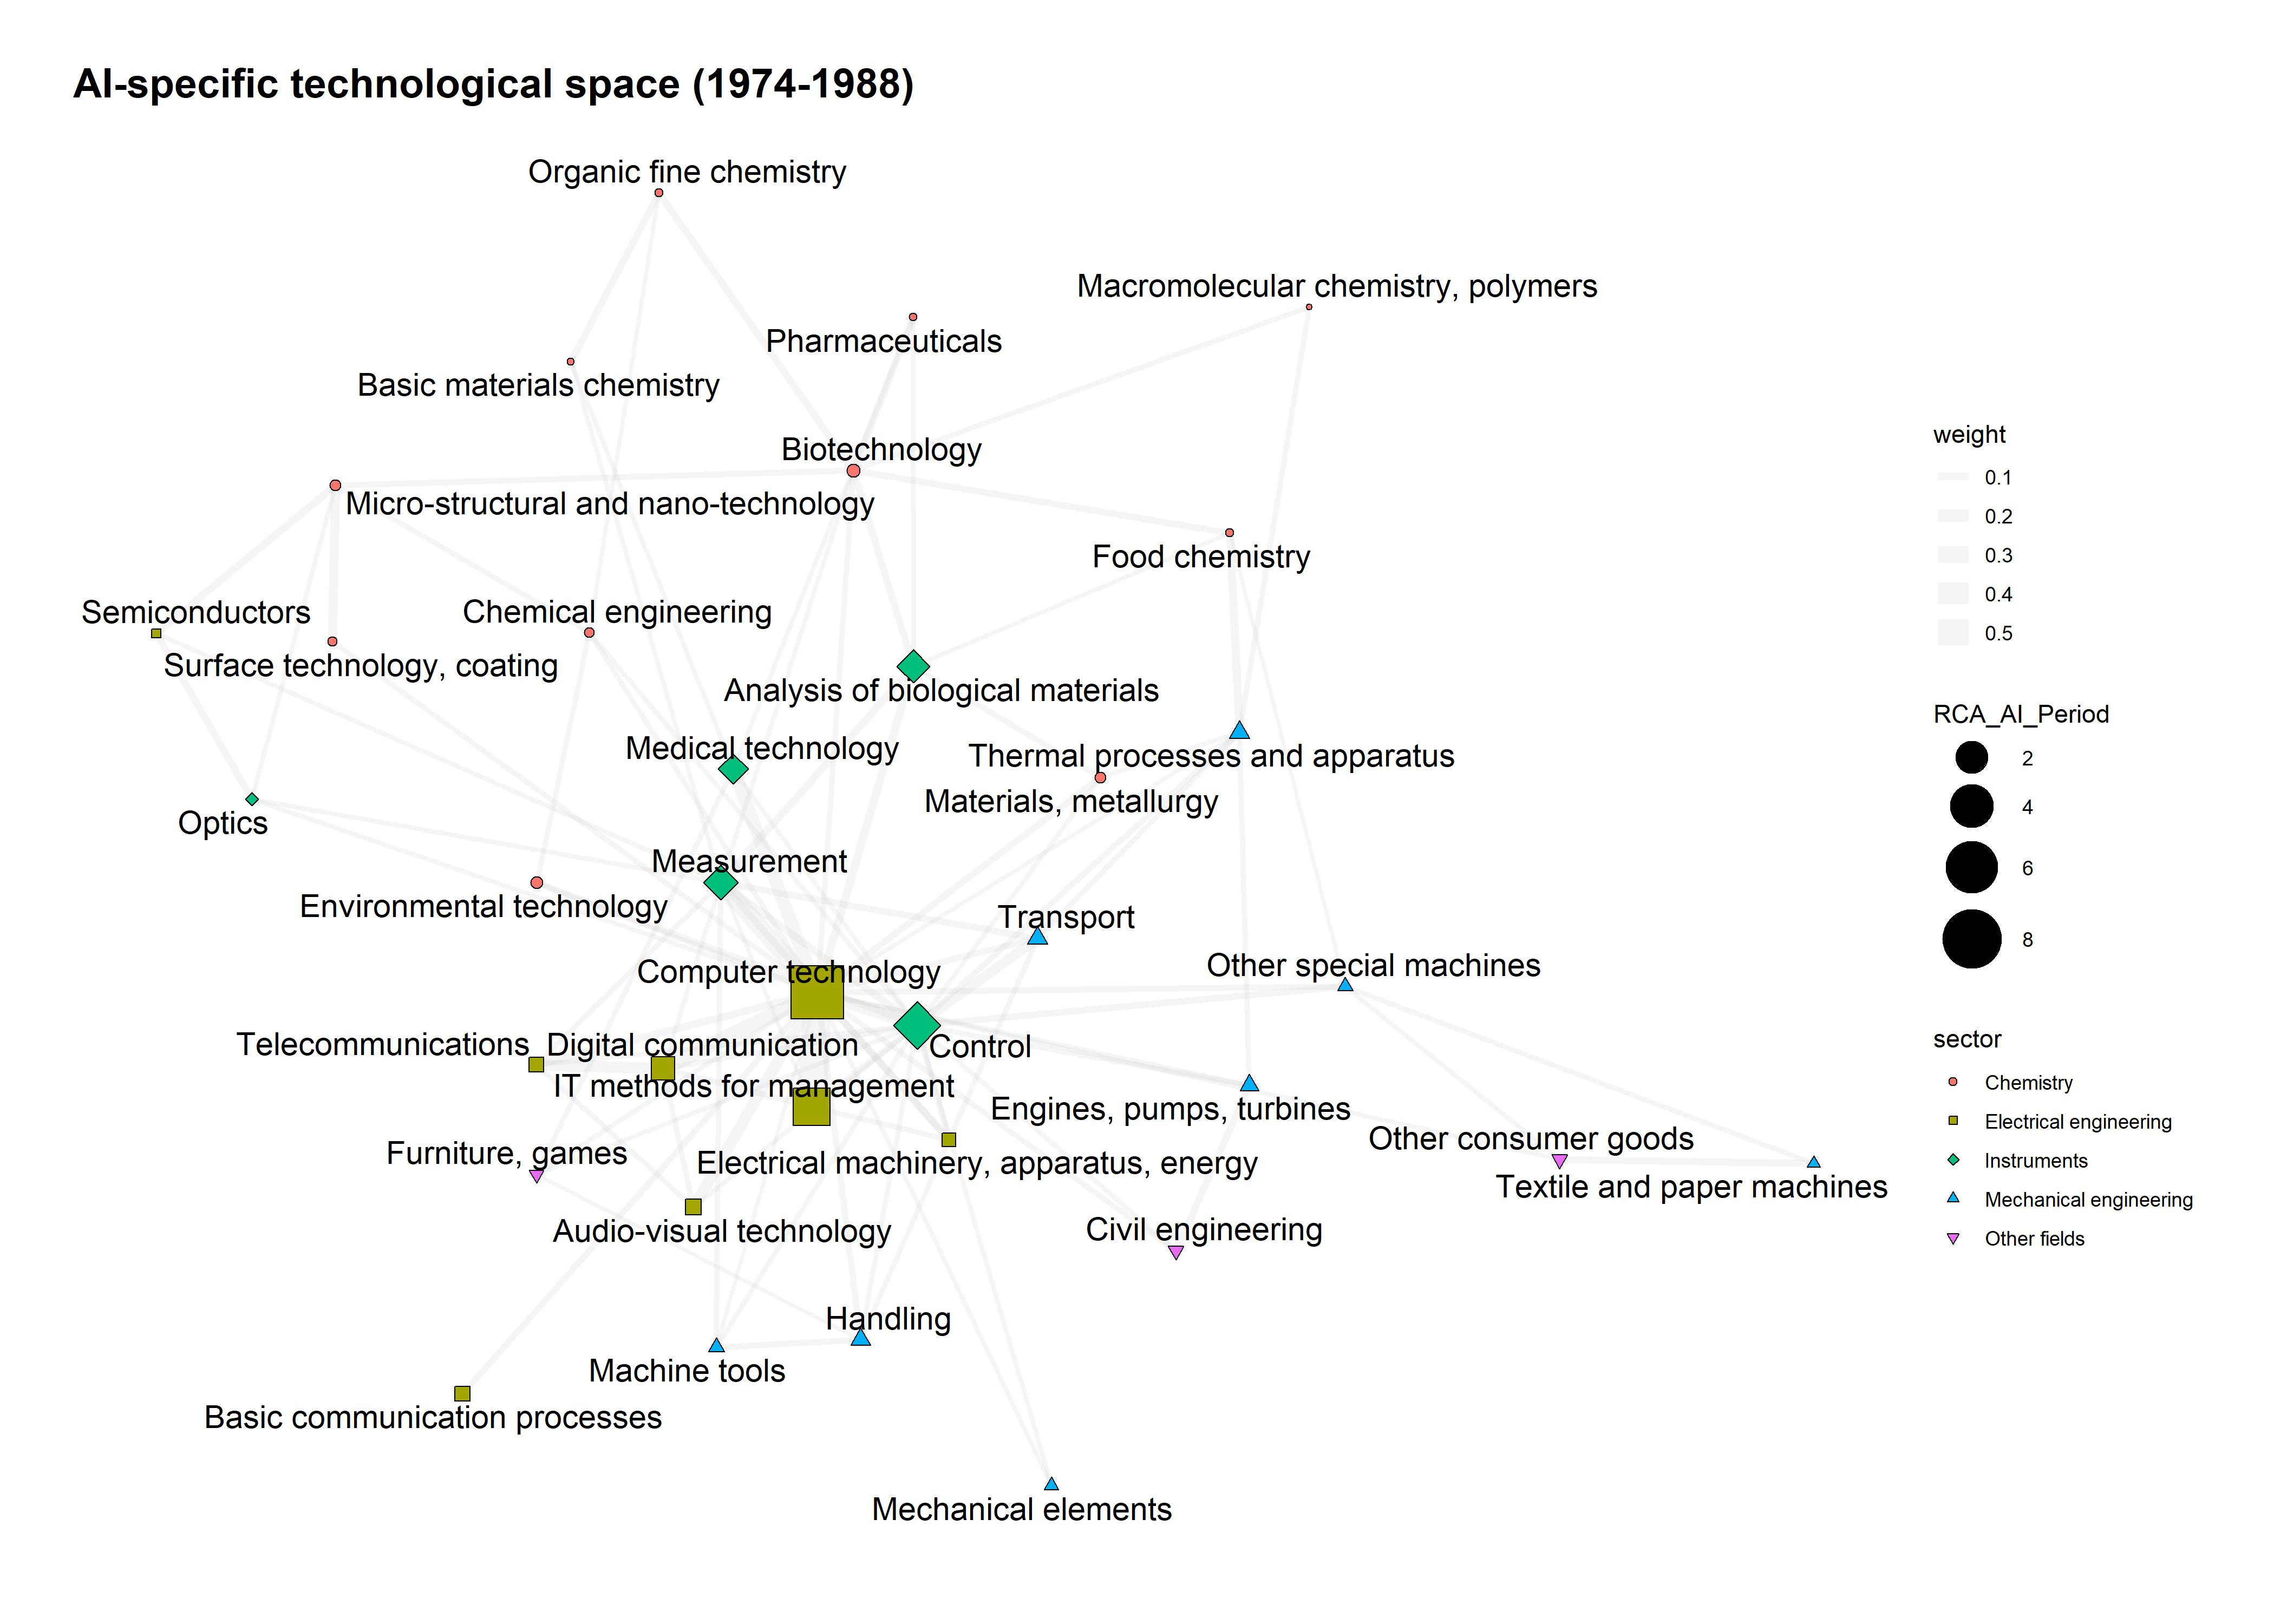 AI-specific technological space (1974-1988)
Organic fine chemistry
Macromolecular chemistry, polymers
Pharmaceuticals
Basic materials chemistry
Biotechnology
Micro-structural and nano-technology
Food chemistry
Semiconductors
Chemical engineering
Surface technology, coating
Analysis of biological materials
Medical technology
Thermal processes and apparatus
Materials, metallurgy
Optics
Measurement
Environmental technology
Transport
Computer technology
Other special machines
Telecommunications
Digital communication
Control
IT methods for management
Engines, pumps, turbines
Other consumer goods
Furniture, games
Electrical machinery, apparatus, energy
Textile and paper machines
Audio-visual technology
Civil engineering
Handling
Machine tools
Basic communication processes
Mechanical elements
weight
0.1
0.2
0.3
0.4
0.5
RCA_AI_Period
2
4
6
8
sector
Chemistry
Electrical engineering
Instruments
Mechanical engineering
Other fields